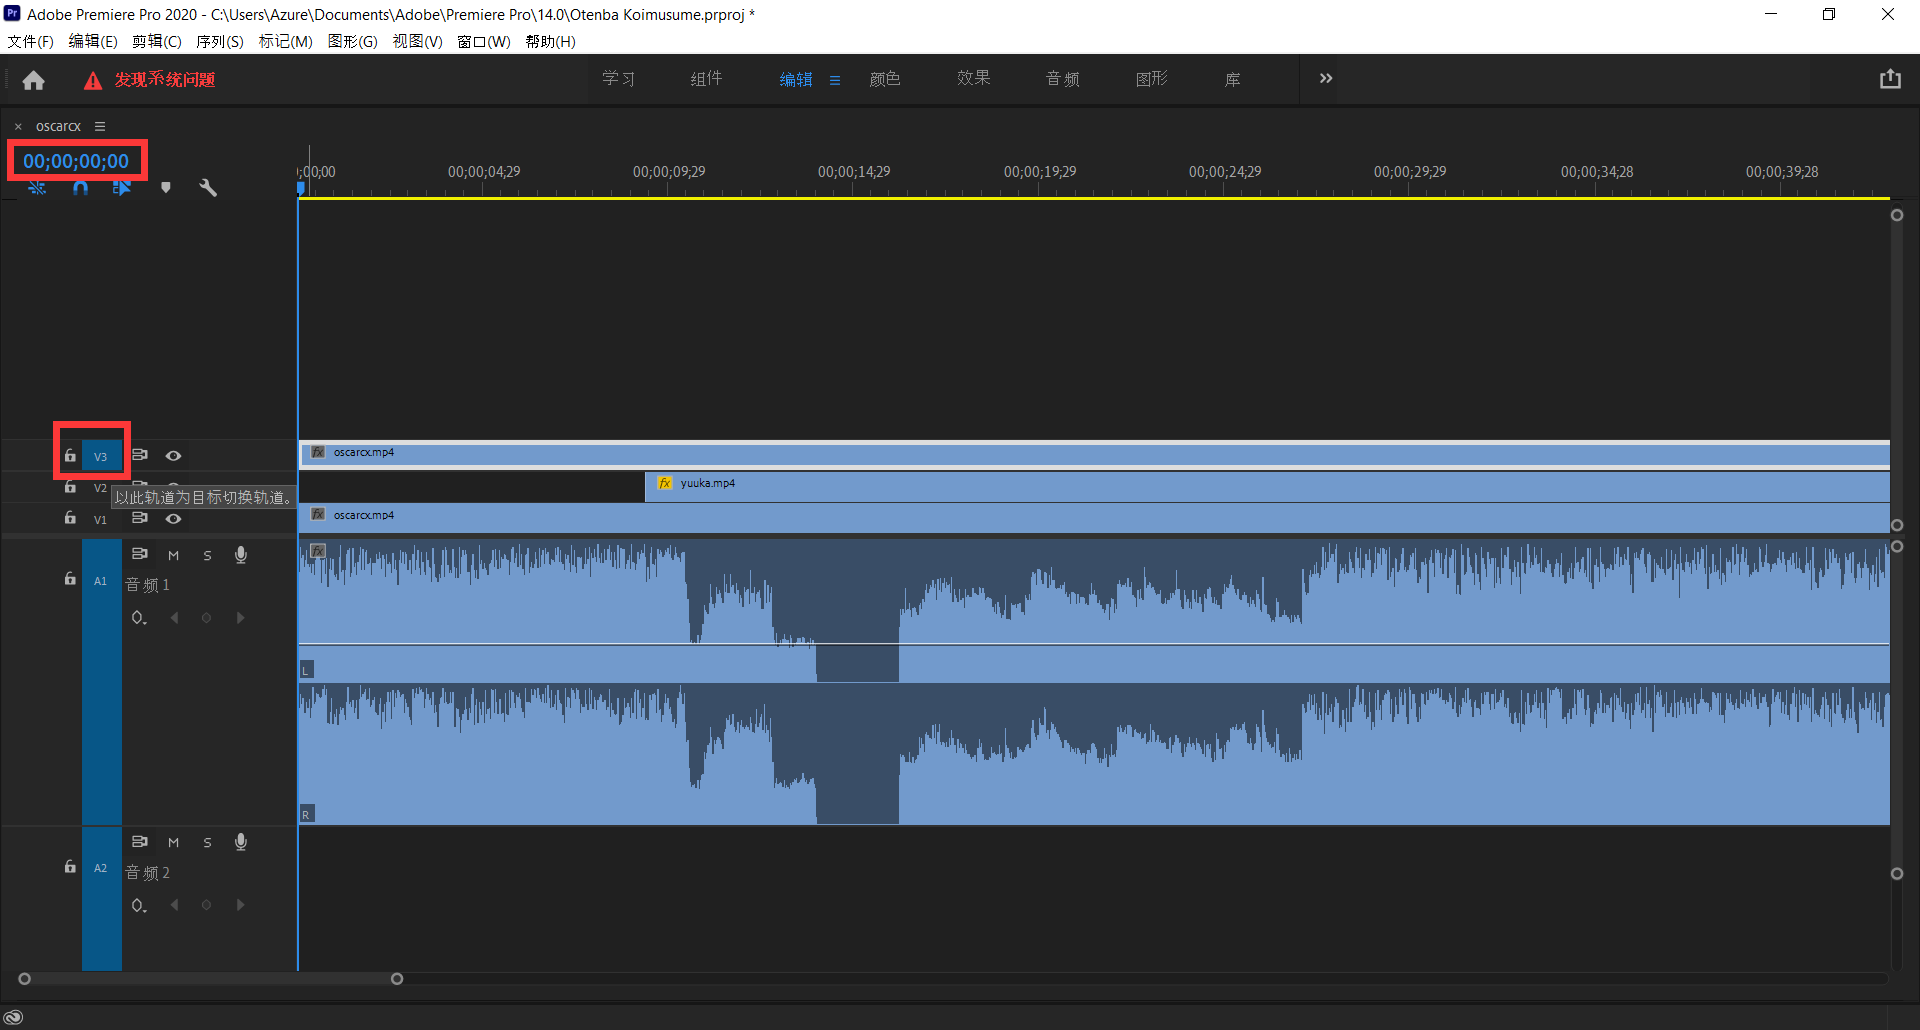 Pr Adobe Premiere Pro 2020 - C:\Users\Azure\Documents\Adobe\Premiere Pro\14.0\Otenba Koimusume.prproj *
文件(F) 编辑(E) 剪辑(C) 序列(S) 标记(M) 图形(G) 视图(V) 窗口(W) 帮助(H)
发现系统问题 学习 组件 编辑 颜色 效果 音频 图形 库
oscarcx
00;00;00;00
;00;00 00;00;04;29 00;00;09;29 00;00;14;29 00;00;19;29 00;00;24;29 00;00;29;29 00;00;34;28 00;00;39;28
V3 fx oscarcx.mp4
V2 fx yuuka.mp4
以此轨道为目标切换轨道。
V1 fx oscarcx.mp4
M S fx
A1 音频 1
L
R
M S
A2 音频 2